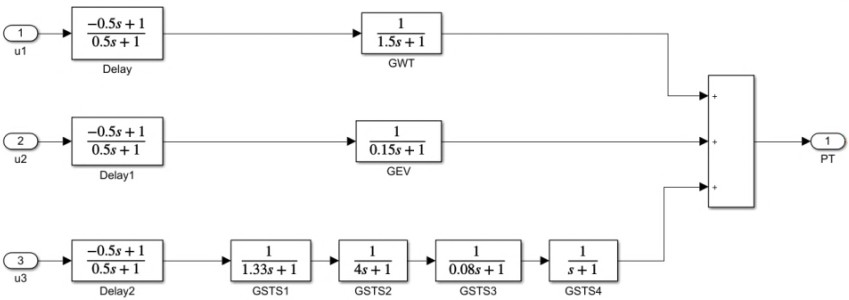 1
u1
−0.5s + 1
0.5s + 1
Delay
1
1.5s + 1
GWT
+
2
u2
−0.5s + 1
0.5s + 1
Delay1
1
0.15s + 1
GEV
+
1
PT
3
u3
−0.5s + 1
0.5s + 1
Delay2
1
1.33s + 1
GSTS1
1
4s + 1
GSTS2
1
0.08s + 1
GSTS3
1
s + 1
GSTS4
+